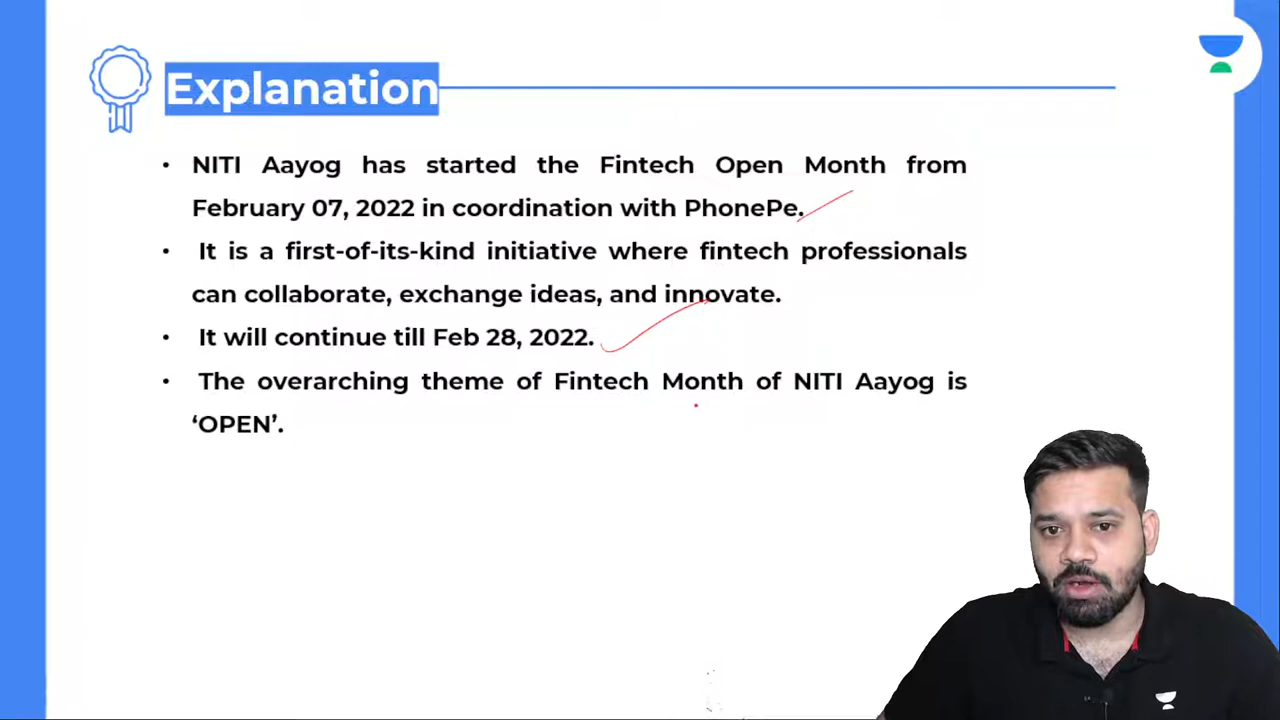 Explanation
• NITI Aayog has started the Fintech Open Month from
February 07, 2022 in coordination with PhonePe.
• It is a first-of-its-kind initiative where fintech professionals
can collaborate, exchange ideas, and innovate.
• It will continue till Feb 28, 2022.
• The overarching theme of Fintech Month of NITI Aayog is
‘OPEN’.